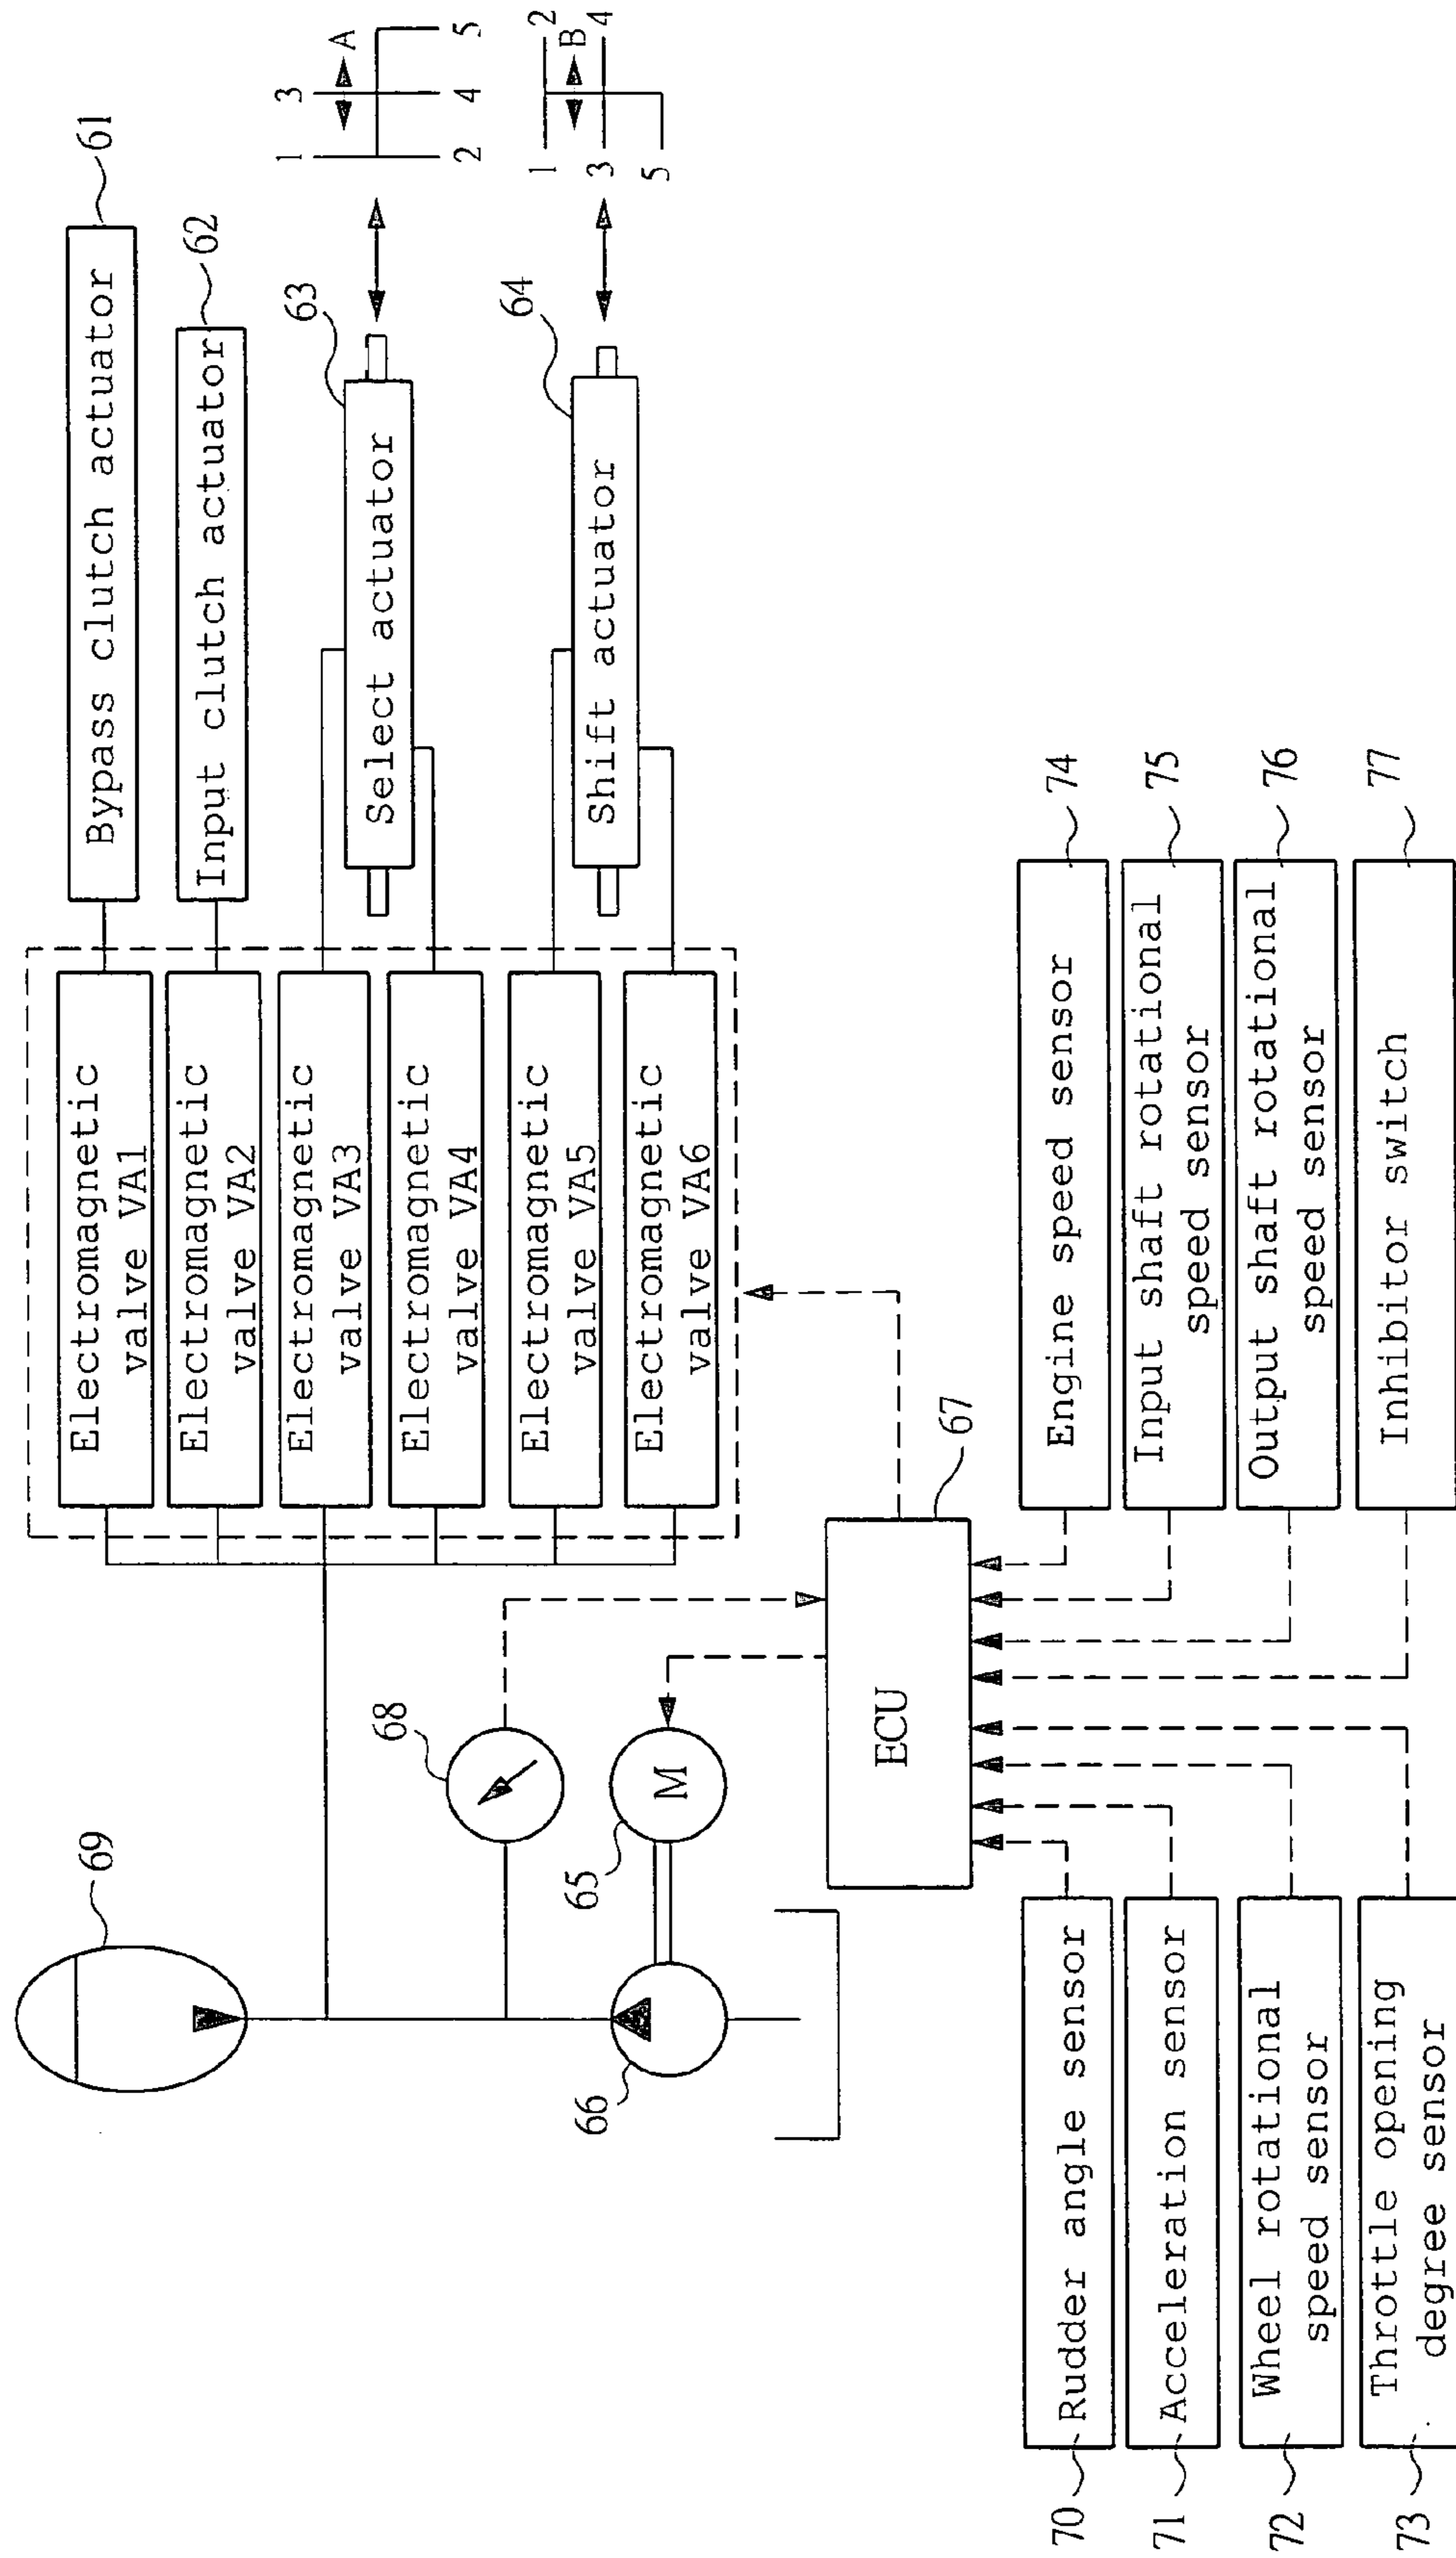 Bypass clutch actuator
61
Input clutch actuator
62
Select actuator
63
1
3
A
2
4
5
Shift actuator
64
1
2
B
3
4
5
Electromagnetic
valve VA1
Electromagnetic
valve VA2
Electromagnetic
valve VA3
Electromagnetic
valve VA4
Electromagnetic
valve VA5
Electromagnetic
valve VA6
69
68
65
M
66
ECU
67
70
Rudder angle sensor
71
Acceleration sensor
72
Wheel rotational
speed sensor
73
Throttle opening
degree sensor
Engine speed sensor
74
Input shaft rotational
speed sensor
75
Output shaft rotational
speed sensor
76
Inhibitor switch
77